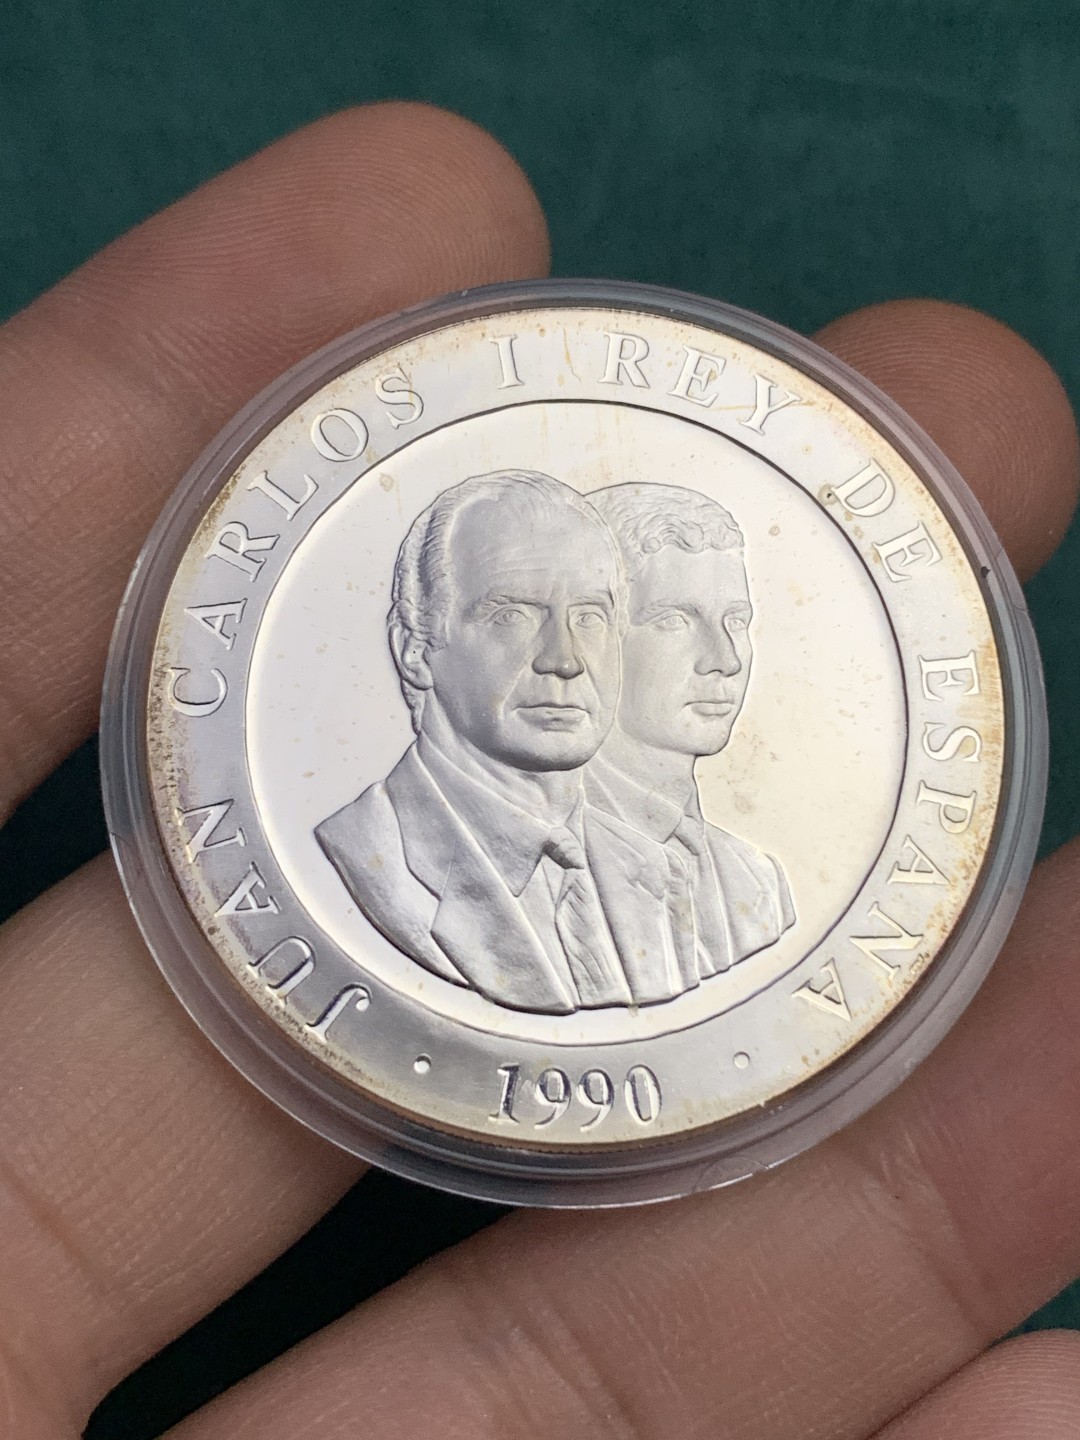 JUAN CARLOS I REY DE ESPAÑA
• 1990 •